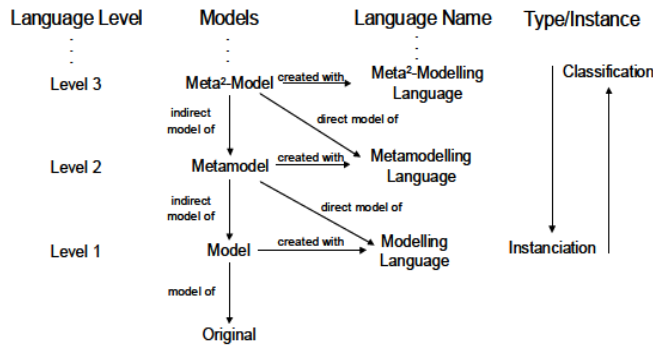 Language Level Models Language Name Type/Instance
Level 3 Meta²-Model created with Meta²-Modelling Language Classification
indirect model of direct model of
Level 2 Metamodel created with Metamodelling Language
indirect model of direct model of
Level 1 Model created with Modelling Language Instanciation
model of
Original